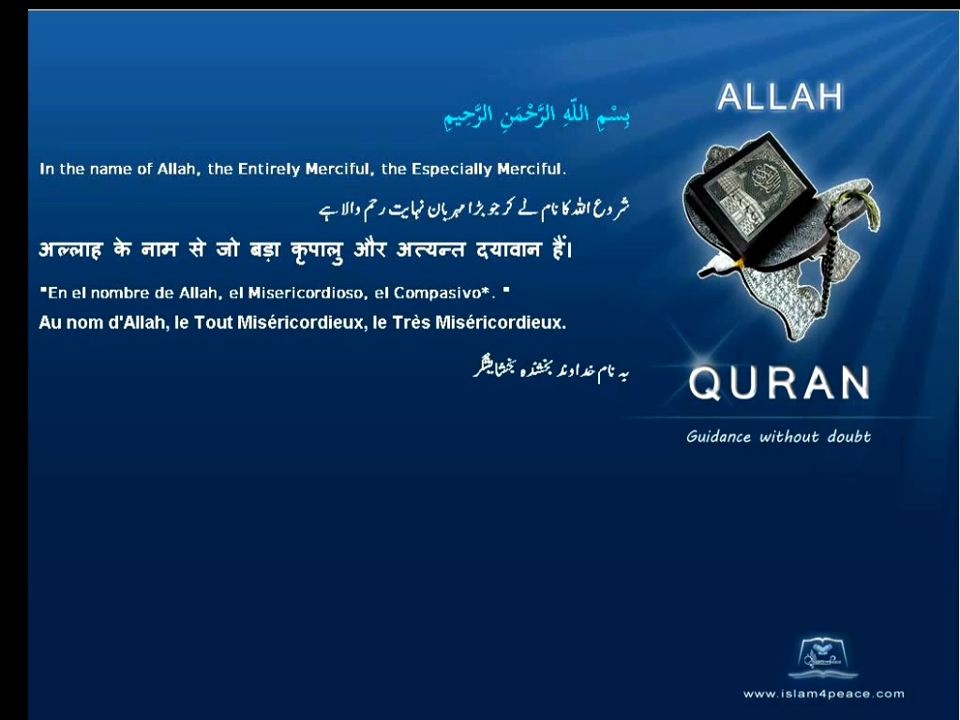 بِسْمِ اللّهِ الرَّحْمَنِ الرَّحِيمِ
In the name of Allah, the Entirely Merciful, the Especially Merciful.
شروع الله کا نام لے کر جو بڑا مہربان نہایت رحم والا ہے
अल्लाह के नाम से जो बड़ा कृपालु और अत्यन्त दयावान हैं।
"En el nombre de Allah, el Misericordioso, el Compasivo*. "
Au nom d'Allah, le Tout Miséricordieux, le Très Miséricordieux.
به نام خداوند بخشنده بخشایشگر
ALLAH
QURAN
Guidance without doubt
www.islam4peace.com